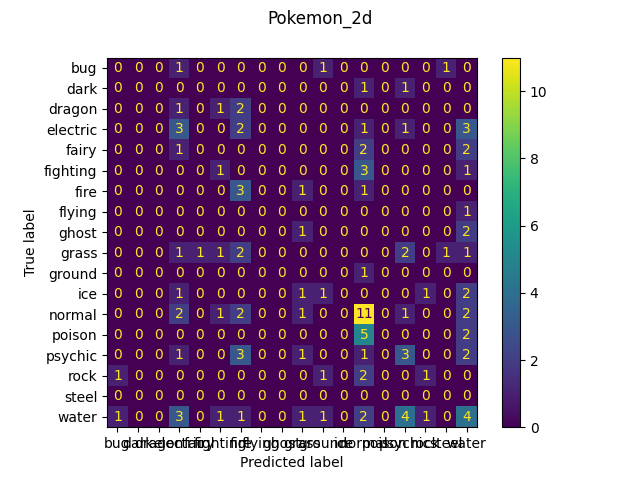 Pokemon_2d
True label
bug 0 0 0 1 0 0 0 0 0 0 1 0 0 0 0 0 1 0
dark 0 0 0 0 0 0 0 0 0 0 0 0 1 0 1 0 0 0
dragon 0 0 0 1 0 1 2 0 0 0 0 0 0 0 0 0 0 0
electric 0 0 0 3 0 0 2 0 0 0 0 0 1 0 1 0 0 3
fairy 0 0 0 1 0 0 0 0 0 0 0 0 2 0 0 0 0 2
fighting 0 0 0 0 0 1 0 0 0 0 0 0 3 0 0 0 0 1
fire 0 0 0 0 0 0 3 0 0 1 0 0 1 0 0 0 0 0
flying 0 0 0 0 0 0 0 0 0 0 0 0 0 0 0 0 0 1
ghost 0 0 0 0 0 0 0 0 0 1 0 0 0 0 0 0 0 2
grass 0 0 0 1 1 1 2 0 0 0 0 0 0 0 2 0 1 1
ground 0 0 0 0 0 0 0 0 0 0 0 0 1 0 0 0 0 0
ice 0 0 0 1 0 0 0 0 0 1 1 0 0 0 0 1 0 2
normal 0 0 0 2 0 1 2 0 0 1 0 0 11 0 1 0 0 2
poison 0 0 0 0 0 0 0 0 0 0 0 0 5 0 0 0 0 2
psychic 0 0 0 1 0 0 3 0 0 1 0 0 1 0 3 0 0 2
rock 1 0 0 0 0 0 0 0 0 0 1 0 2 0 0 1 0 0
steel 0 0 0 0 0 0 0 0 0 0 0 0 0 0 0 0 0 0
water 1 0 0 3 0 1 1 0 0 1 1 0 2 0 4 1 0 4
bug water
Predicted label
10
8
6
4
2
0